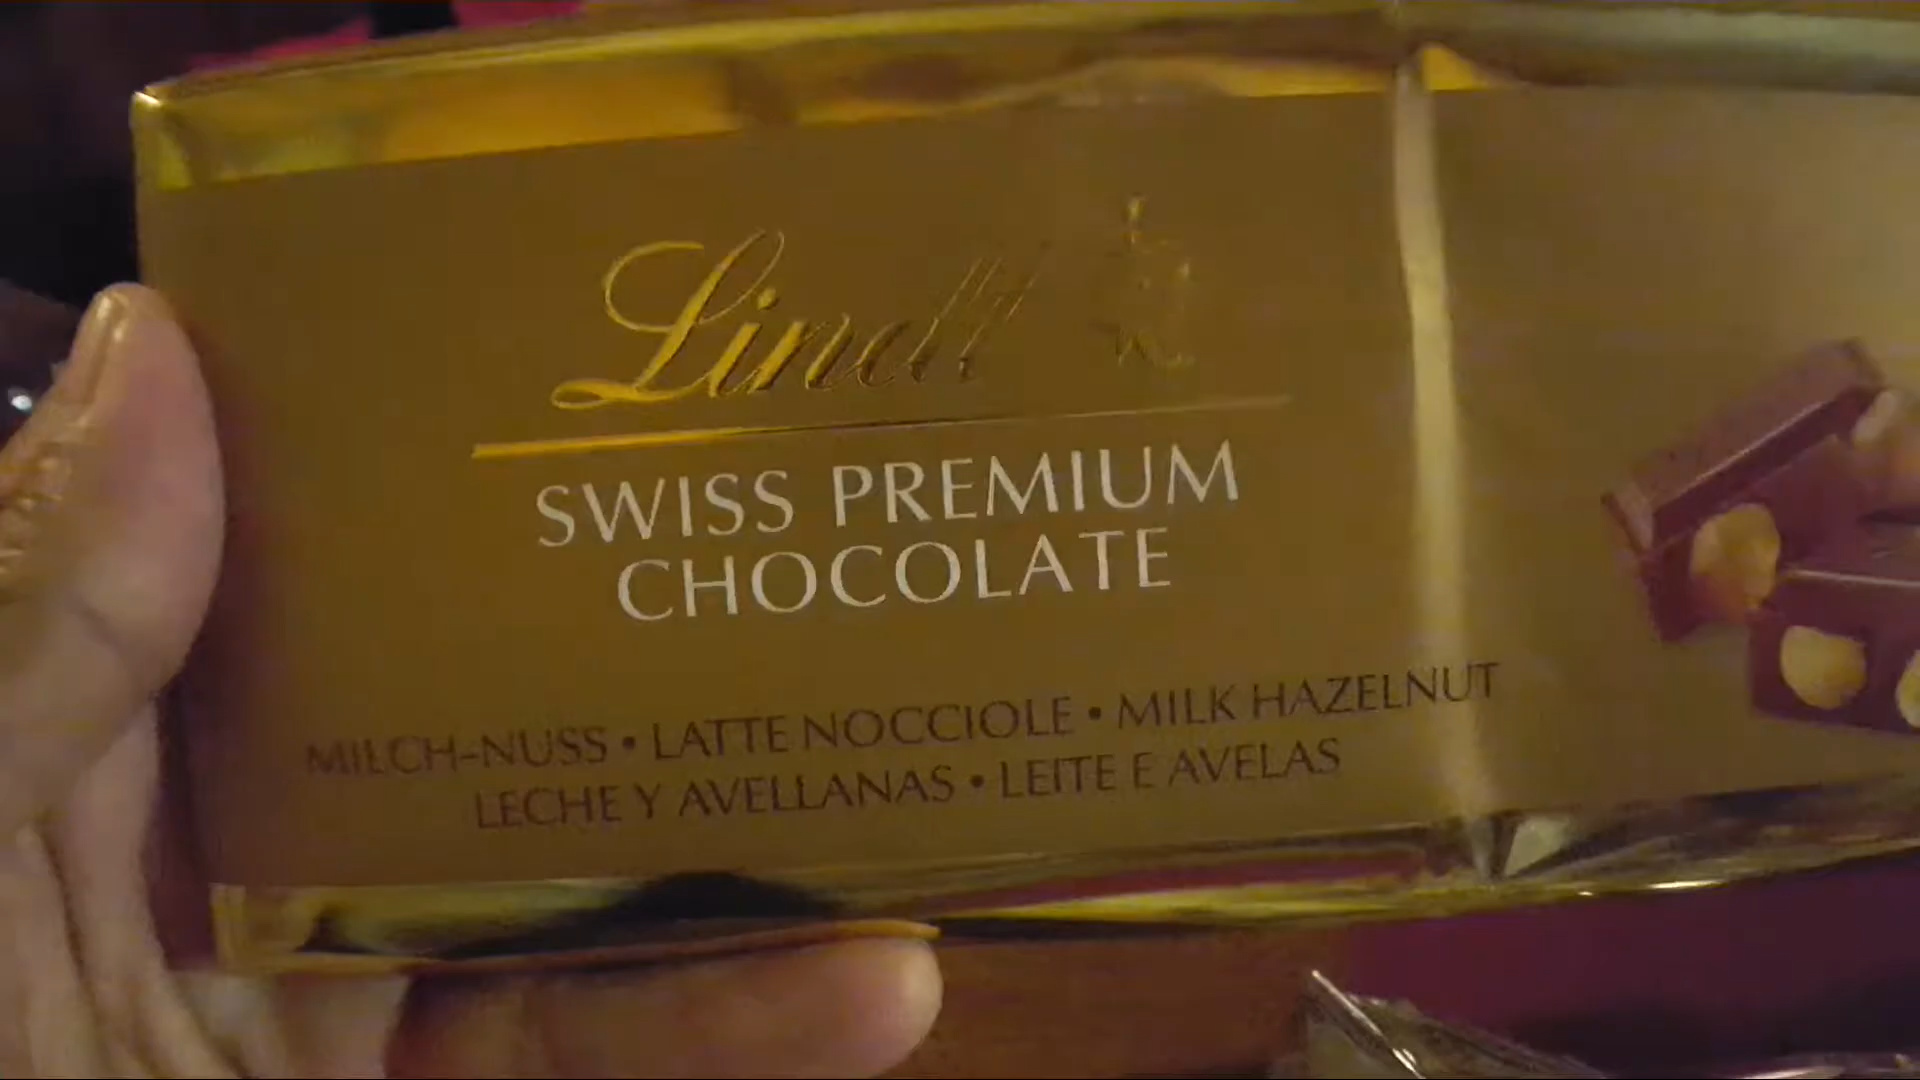 Lindt
SWISS PREMIUM
CHOCOLATE
MILCH-NUSS • LATTE NOCCIOLE • MILK HAZELNUT
LECHE Y AVELLANAS • LEITE E AVELAS